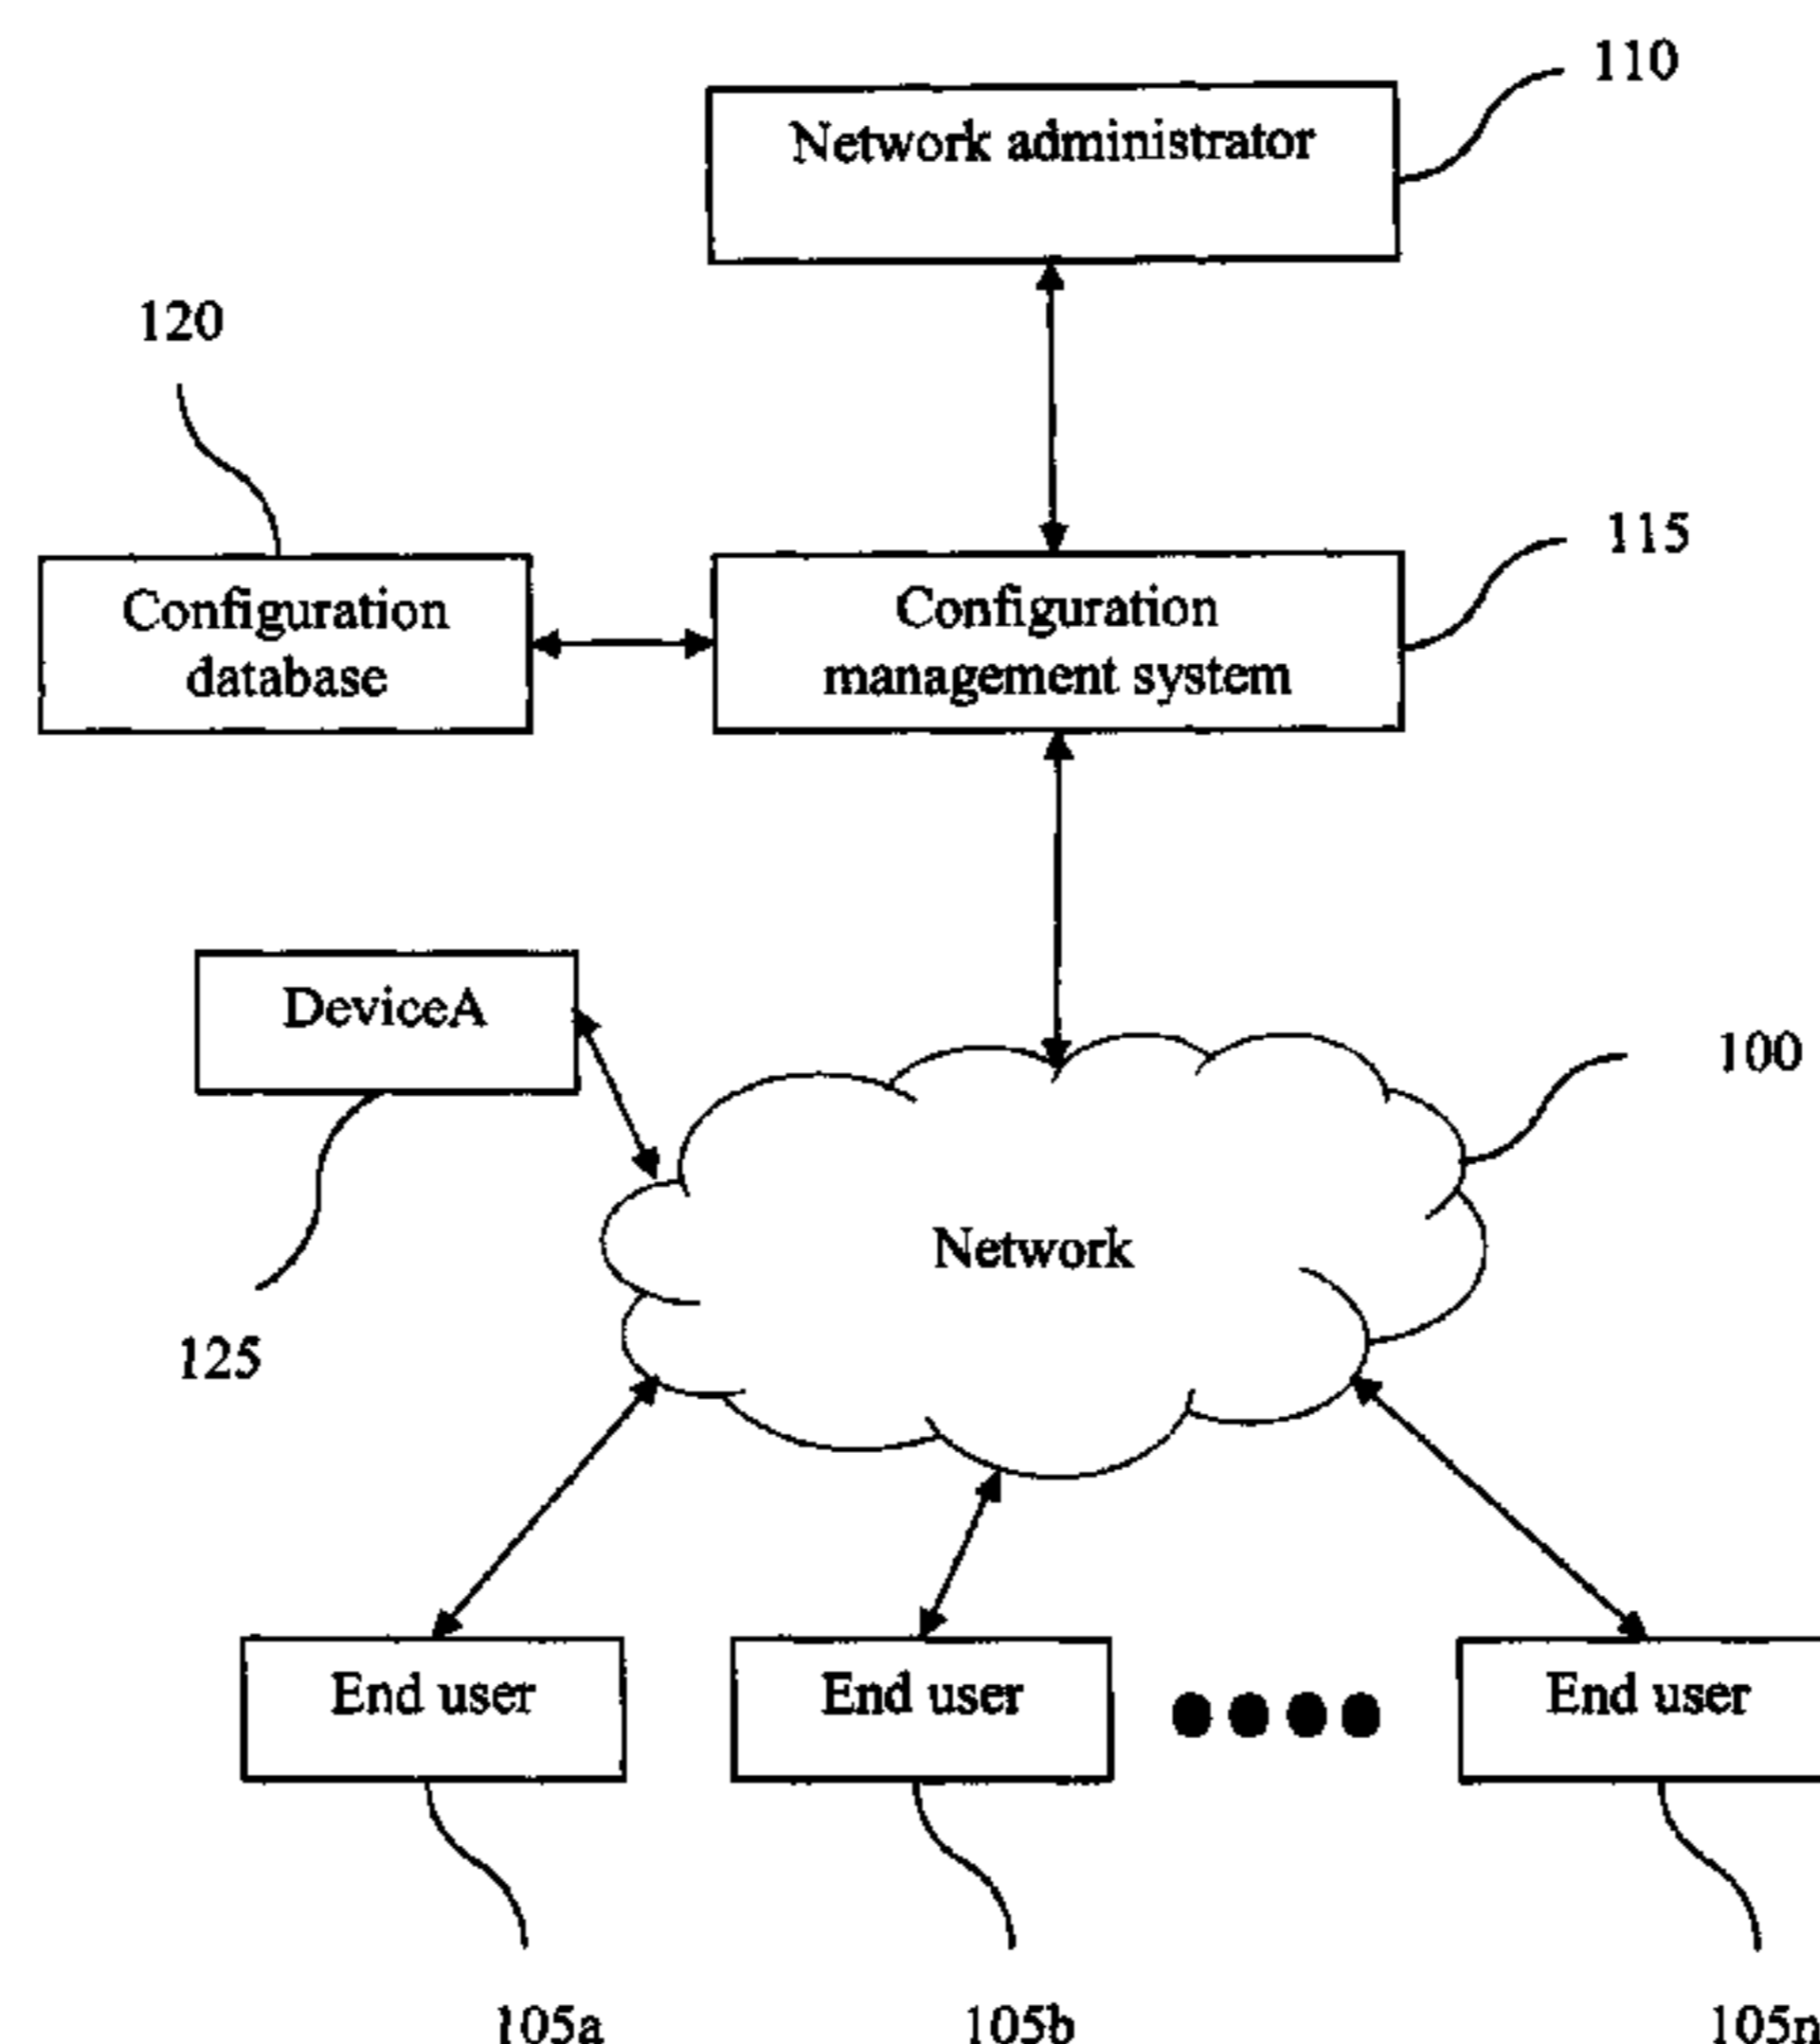 110
Network administrator
120
115
Configuration
database
Configuration
management system
DeviceA
100
Network
125
End user
End user
End user
105a
105b
105n